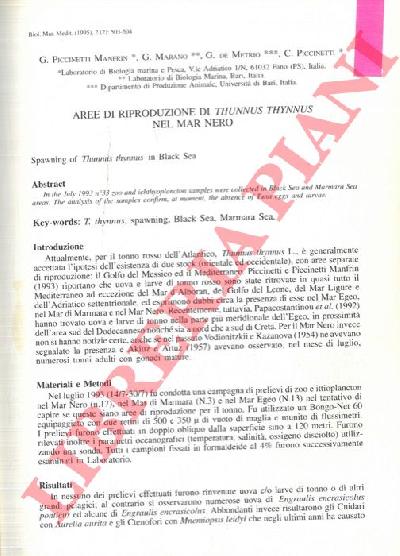 Biol. Mar. Medit. (1995), 2 (2): 503-504
G. PICCINETTI MANFRIN *, G. MARANO **, G. DE METRIO ***, C. PICCINETTI *
*Laboratorio di Biologia marina e Pesca, V.le Adriatico 1/N, 61032 Fano (PS), Italia.
** Laboratorio di Biologia Marina, Bari, Italia.
*** Dipartimento di Produzione Animale, Università di Bari, Italia.
AREE DI RIPRODUZIONE DI THUNNUS THYNNUS
NEL MAR NERO
Spawning of Thunnus thynnus in Black Sea
Abstract
In the July 1993 n°33 zoo and ichthyoplancton samples were collected in Black Sea and Marmara Sea
areas. The analysis of the samples confirm, at moment, the absence of Tuna eggs and larvae.
Key-words: T. thynnus, spawning, Black Sea, Marmara Sea.
Introduzione
Attualmente, per il tonno rosso dell'Atlantico, Thunnus thynnus L., è generalmente
accettata l'ipotesi dell'esistenza di due stock (orientale ed occidentale), con aree separate
di riproduzione: il Golfo del Messico ed il Mediterraneo. Piccinetti e Piccinetti Manfrin
(1993) riportano che uova e larve di tonno rosso sono state ritrovate in quasi tutto il
Mediterraneo ad eccezione del Mar di Alboran, del Golfo del Leone, del Mar Ligure e
dell'Adriatico settentrionale, ed esprimono dubbi circa la presenza di esse nel Mar Egeo,
nel Mar di Marmara e nel Mar Nero. Recentemente, tuttavia, Papaconstantinou et al. (1992)
hanno trovato uova e larve di tonno nella parte più meridionale dell'Egeo, in prossimità
dell'area sud del Dodecanneso nonché sia a nord che a sud di Creta. Per il Mar Nero invece
non si hanno notizie certe, anche se nel passato Vodianitzkii e Kazanova (1954) ne avevano
segnalato la presenza e Akyuz e Artuz (1957) avevano osservato, nel mese di luglio,
numerosi tonni adulti con gonadi mature.
Materiali e Metodi
Nel luglio 1993 (14/7-30/7) fu condotta una campagna di prelievi di zoo e ittioplancton
nel Mar Nero (n.17), nel Mar di Marmara (N.3) e nel Mar Egeo (N.13) nel tentativo di
capire se questi siano aree di riproduzione per il tonno. Fu utilizzato un Bongo-Net 60
equipaggiato con due retini di 500 e 350 µ di vuoto di maglia e munito di flussimetri.
I prelievi furono effettuati in doppio obliquo dalla superficie sino a 120 metri. Furono
rilevati inoltre i parametri oceanografici (temperatura, salinità, ossigeno disciolto) utiliz-
zando una sonda. Tutti i campioni fissati in formaldeide al 4% furono successivamente
esaminati in Laboratorio.
Risultati
In nessuno dei prelievi effettuati furono rinvenute uova e/o larve di tonno o di altri
grandi pelagici, al contrario si osservarono numerose uova di Engraulis encrasicolus
ponticus ed alcune di Engraulis encrasicolus. Abbondanti invece risultarono gli Cnidari
con Aurelia aurita e gli Ctenofori con Mnemiopsis leidyi che negli ultimi anni ha causato
LIBRERIA PIANI